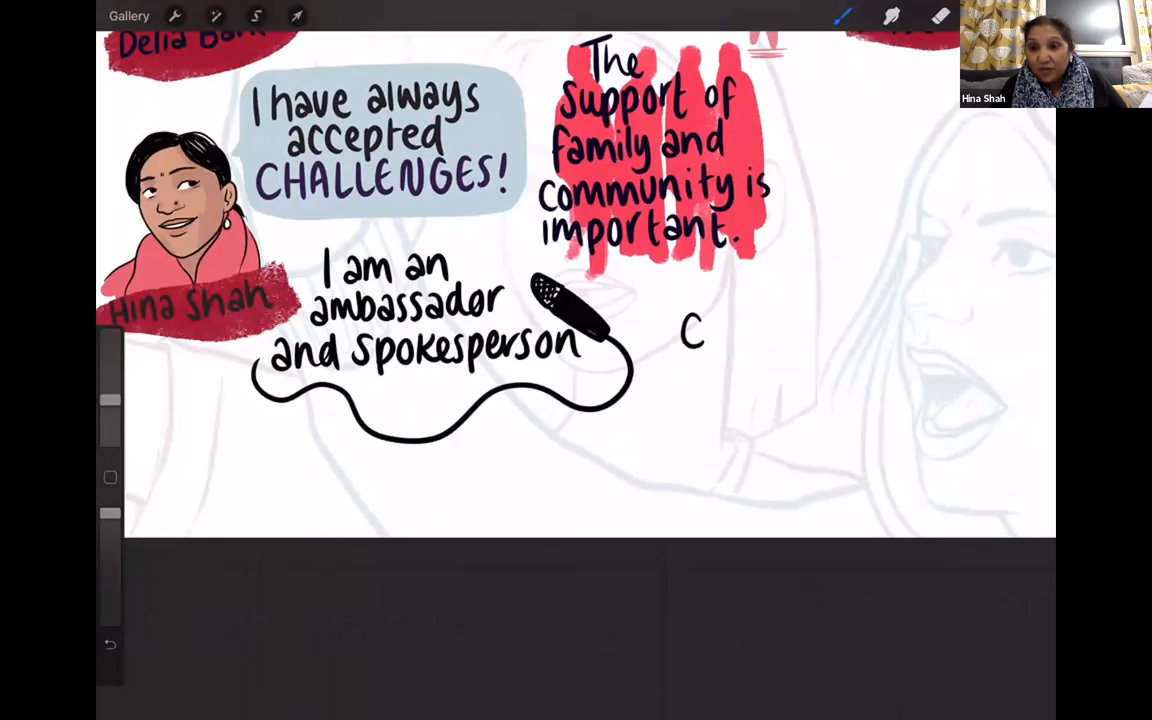 Gallery
Hina Shah
Delia
I have always
accepted
CHALLENGES!
The
Support of
family and
community is
important.
Hina Shah
I am an
ambassador
and spokesperson
C